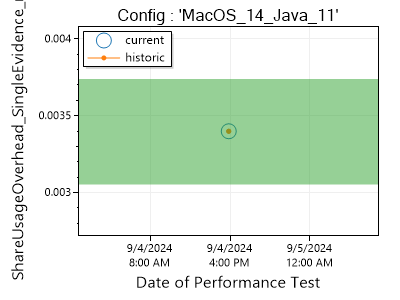 Config : 'MacOS_14_Java_11'
current
historic
0.004
0.0035
0.003
ShareUsageOverhead_SingleEvidence_
9/4/2024
8:00 AM
9/4/2024
4:00 PM
9/5/2024
12:00 AM
Date of Performance Test